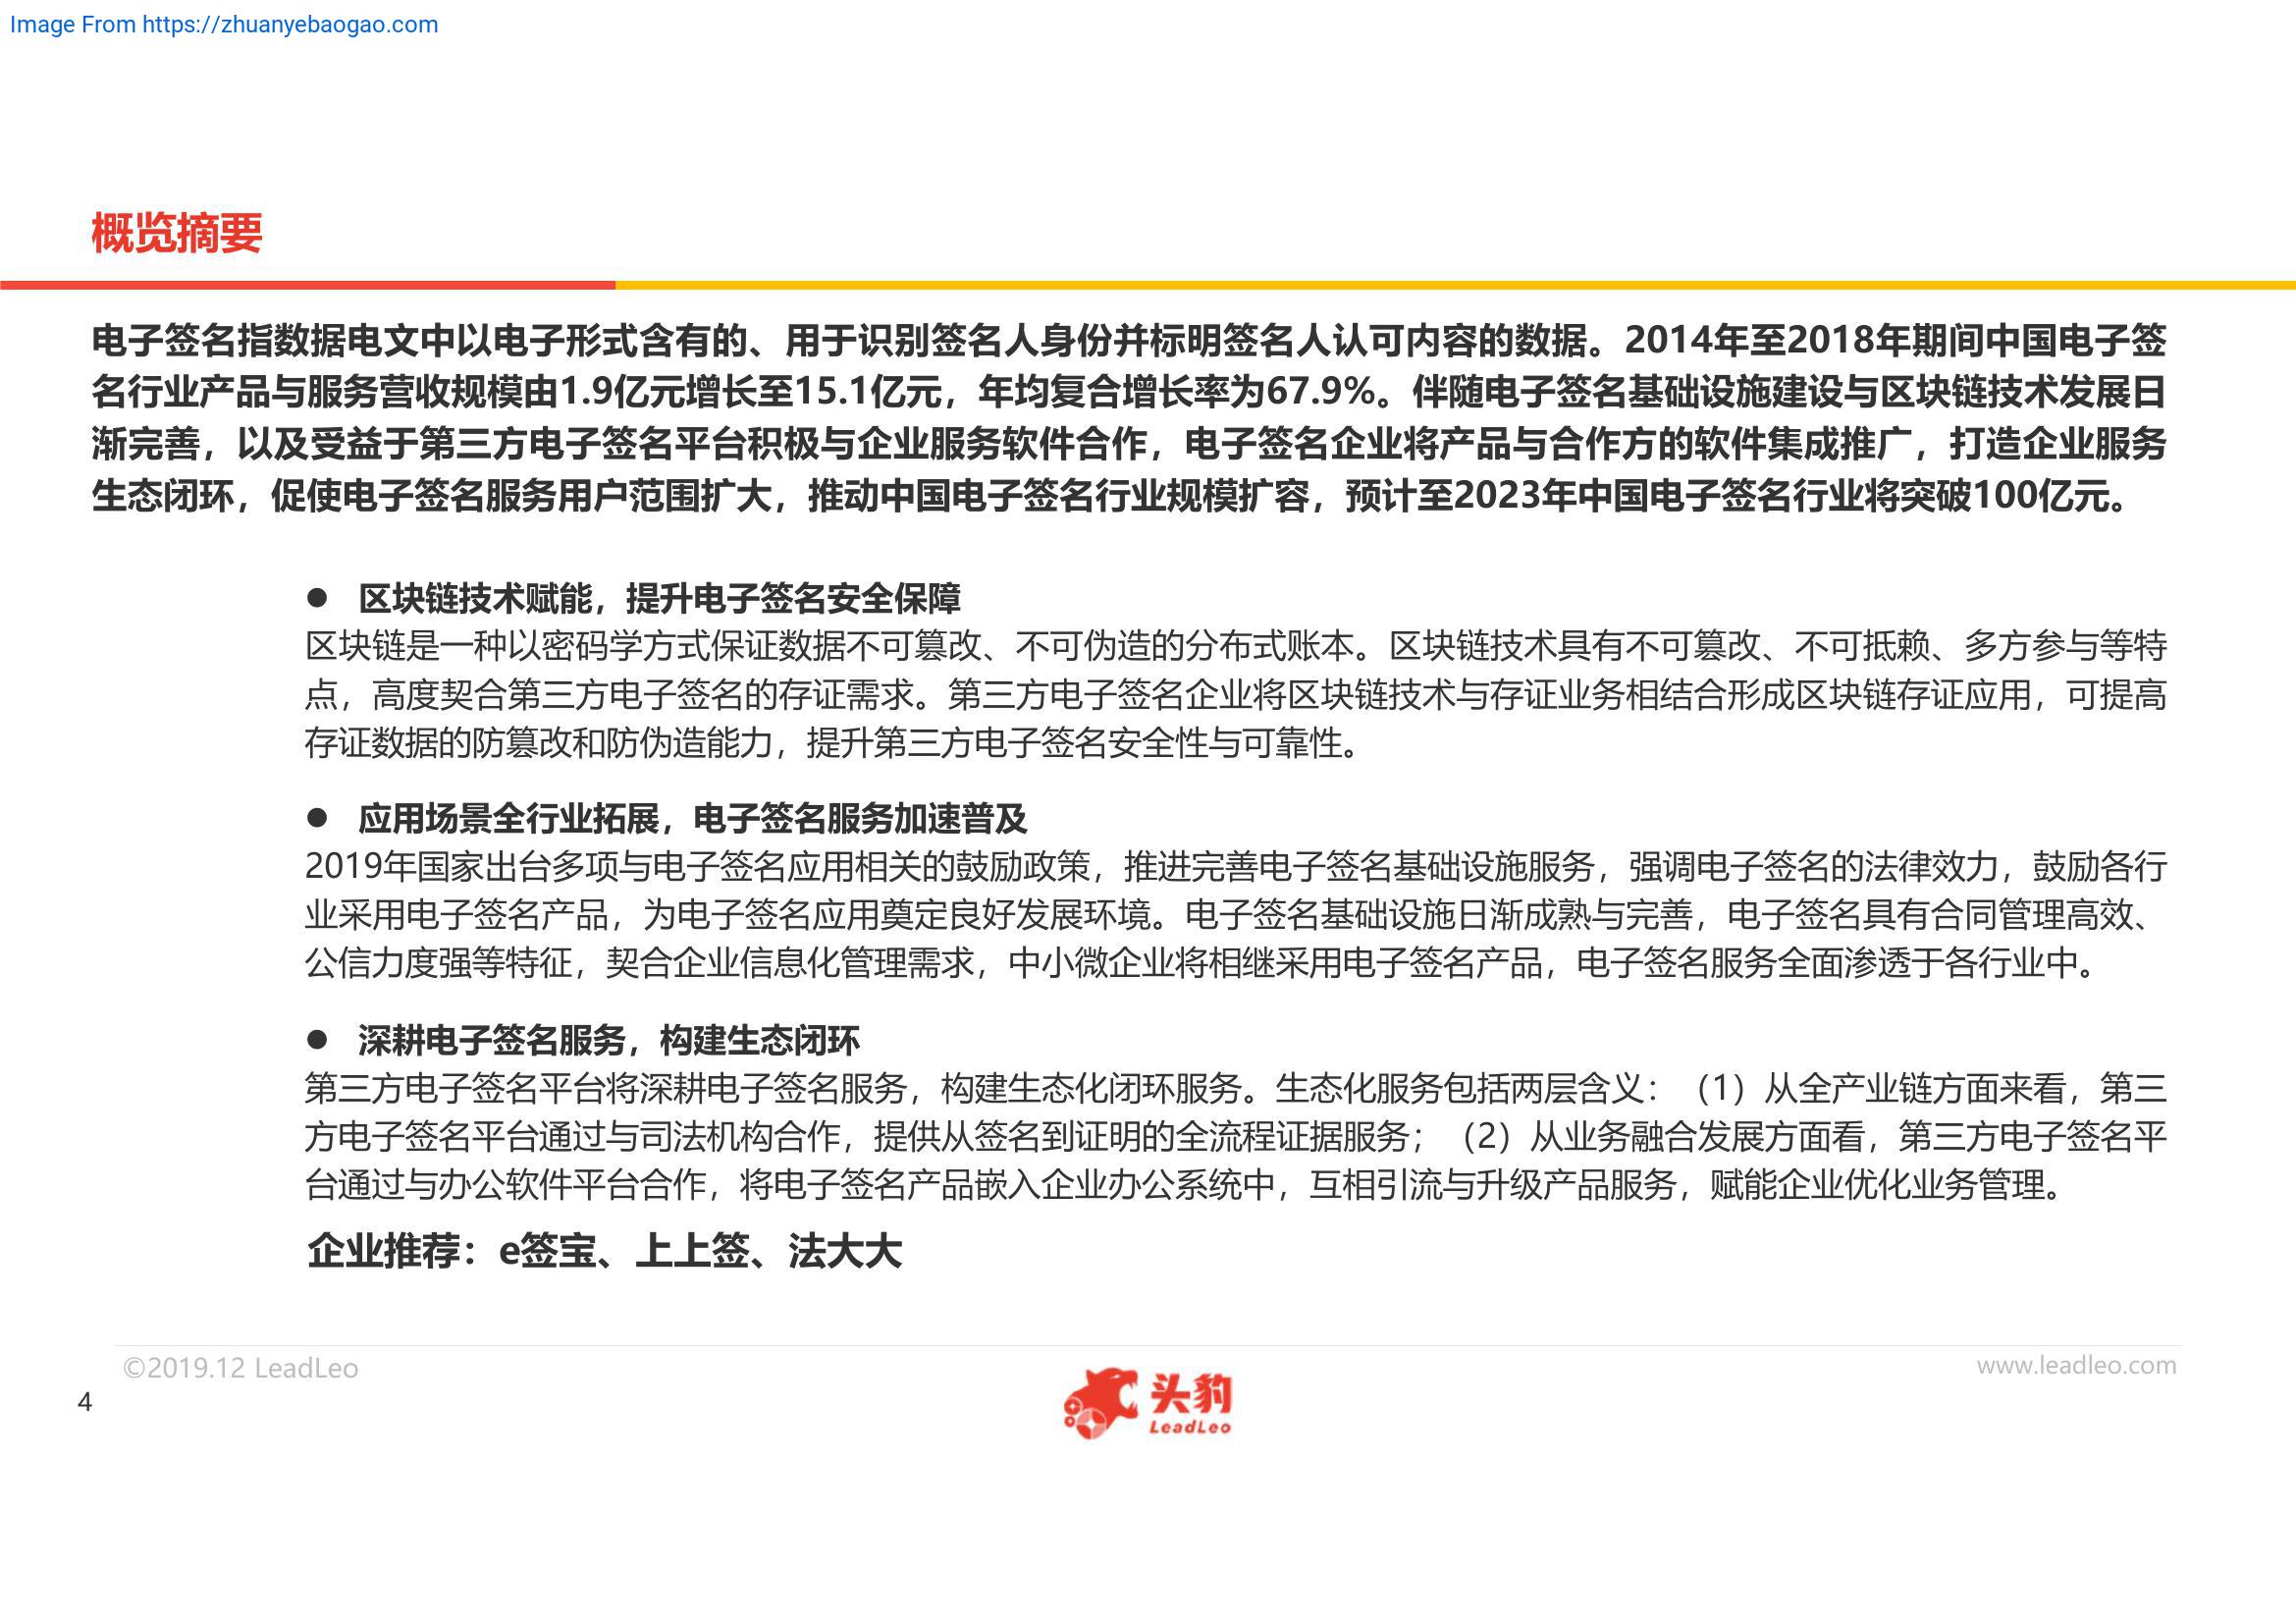 Image From https://zhuanyebaogao.com
概览摘要
电子签名指数据电文中以电子形式含有的、用于识别签名人身份并标明签名人认可内容的数据。2014年至2018年期间中国电子签
名行业产品与服务营收规模由1.9亿元增长至15.1亿元，年均复合增长率为67.9%。伴随电子签名基础设施建设与区块链技术发展日
渐完善，以及受益于第三方电子签名平台积极与企业服务软件合作，电子签名企业将产品与合作方的软件集成推广，打造企业服务
生态闭环，促使电子签名服务用户范围扩大，推动中国电子签名行业规模扩容，预计至2023年中国电子签名行业将突破100亿元。
● 区块链技术赋能，提升电子签名安全保障
区块链是一种以密码学方式保证数据不可篡改、不可伪造的分布式账本。区块链技术具有不可篡改、不可抵赖、多方参与等特
点，高度契合第三方电子签名的存证需求。第三方电子签名企业将区块链技术与存证业务相结合形成区块链存证应用，可提高
存证数据的防篡改和防伪造能力，提升第三方电子签名安全性与可靠性。
● 应用场景全行业拓展，电子签名服务加速普及
2019年国家出台多项与电子签名应用相关的鼓励政策，推进完善电子签名基础设施服务，强调电子签名的法律效力，鼓励各行
业采用电子签名产品，为电子签名应用奠定良好发展环境。电子签名基础设施日渐成熟与完善，电子签名具有合同管理高效、
公信力度强等特征，契合企业信息化管理需求，中小微企业将相继采用电子签名产品，电子签名服务全面渗透于各行业中。
● 深耕电子签名服务，构建生态闭环
第三方电子签名平台将深耕电子签名服务，构建生态化闭环服务。生态化服务包括两层含义：（1）从全产业链方面来看，第三
方电子签名平台通过与司法机构合作，提供从签名到证明的全流程证据服务；（2）从业务融合发展方面看，第三方电子签名平
台通过与办公软件平台合作，将电子签名产品嵌入企业办公系统中，互相引流与升级产品服务，赋能企业优化业务管理。
企业推荐：e签宝、上上签、法大大
©2019.12 LeadLeo
www.leadleo.com
4
头豹
LeadLeo